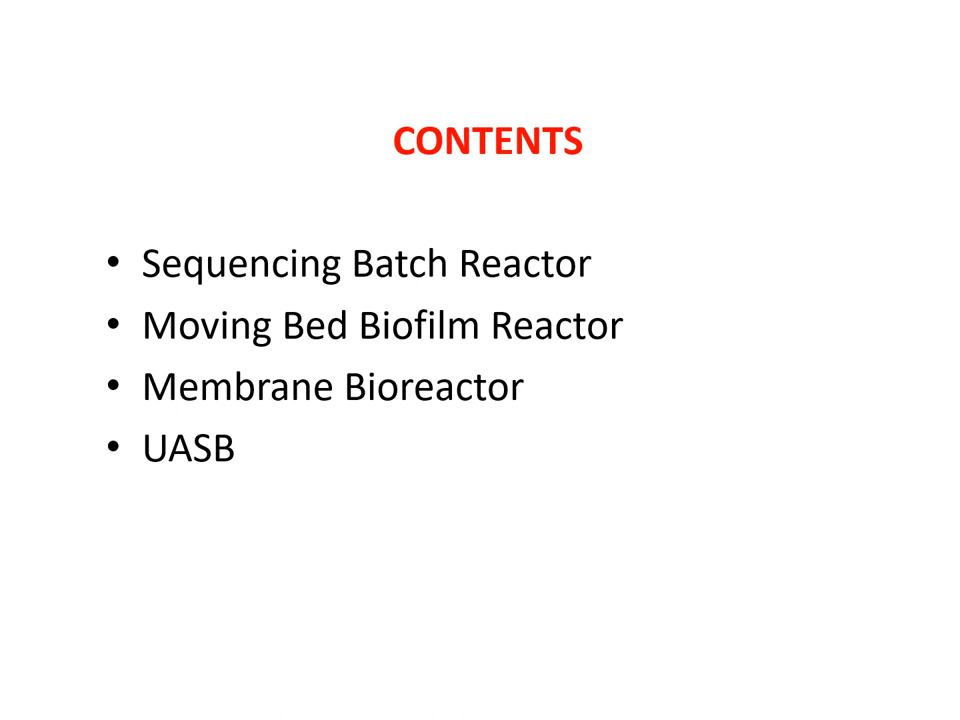 CONTENTS
• Sequencing Batch Reactor
• Moving Bed Biofilm Reactor
• Membrane Bioreactor
• UASB